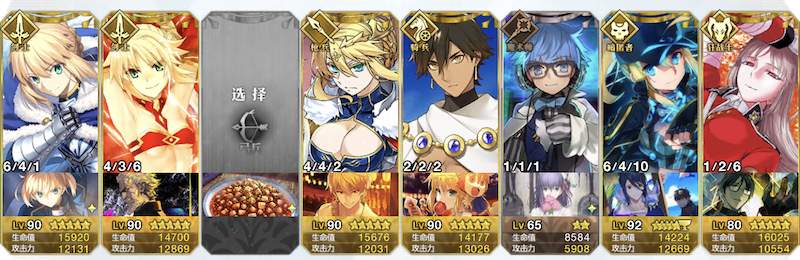 剑士
6/4/1
Lv.90
生命值 15920
攻击力 12131
剑士
4/3/6
Lv.90
生命值 14700
攻击力 12869
选择
弓兵
枪兵
4/4/2
Lv.90
生命值 15676
攻击力 12031
骑兵
2/2/2
Lv.90
生命值 14177
攻击力 13026
魔术师
1/1/1
Lv.65
生命值 8584
攻击力 5908
暗匿者
6/4/10
Lv.92
生命值 14224
攻击力 12669
狂战士
1/2/6
Lv.80
生命值 16025
攻击力 10554